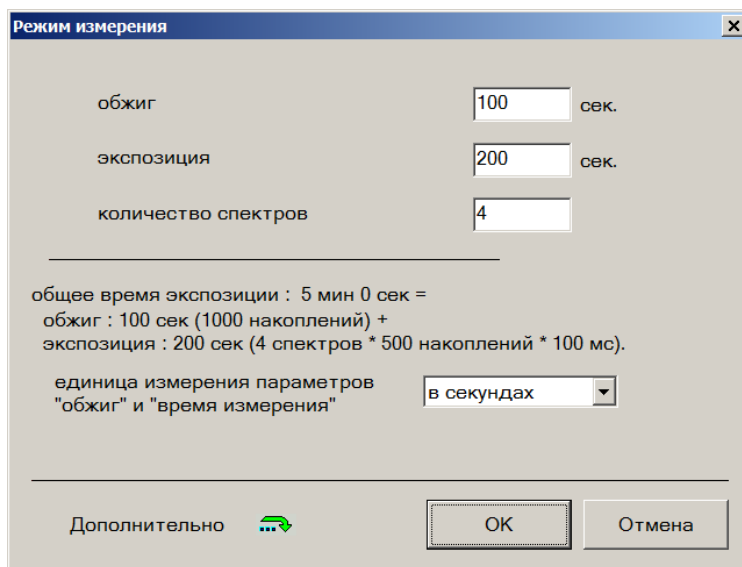 Режим измерения
обжиг 100 сек.
экспозиция 200 сек.
количество спектров 4
общее время экспозиции : 5 мин 0 сек =
обжиг : 100 сек (1000 накоплений) +
экспозиция : 200 сек (4 спектров * 500 накоплений * 100 мс).
единица измерения параметров
"обжиг" и "время измерения" в секундах
Дополнительно OK Отмена